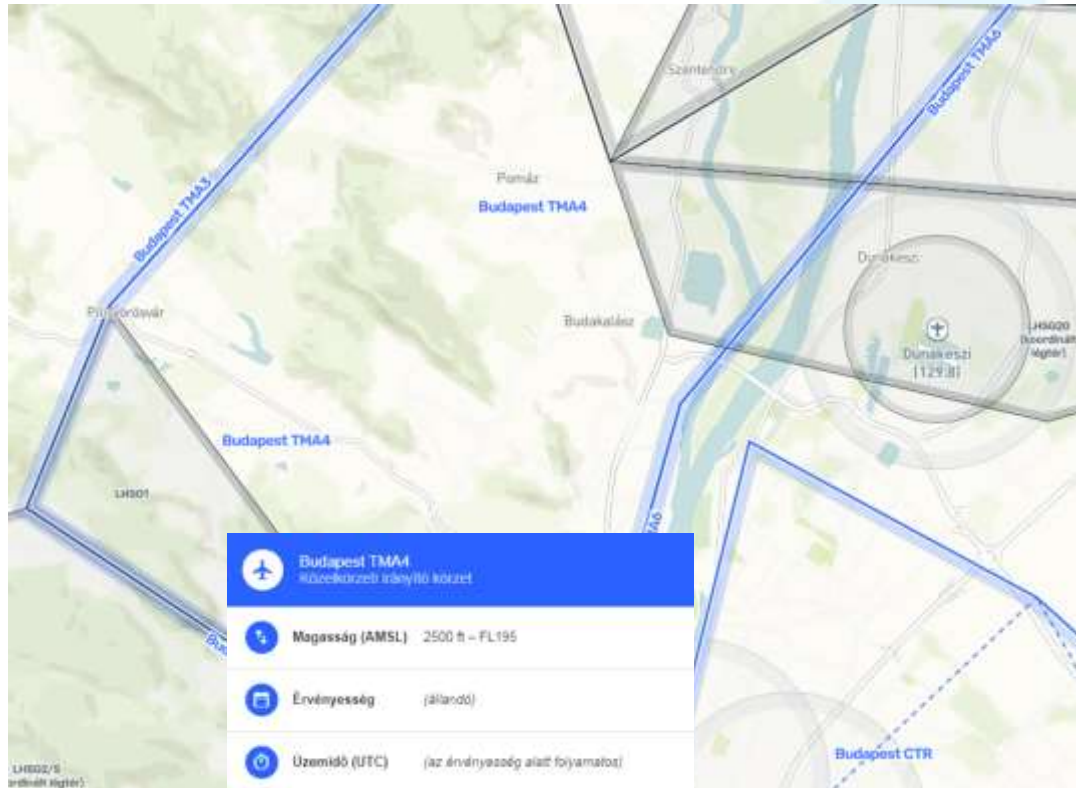 Szentendre
Budapest TMA6
Budapest TMA3
Pomáz
Budapest TMA4
Dunakeszi
Pilisvörösvár
Budakalász
LHSG20
(koordinált
légtér)
Dunakeszi
[129.8]
Budapest TMA4
LHSG1
Budapest TMA4
Közelkörzeti irányító körzet
Magasság (AMSL) 2500 ft – FL195
Érvényesség (állandó)
Üzemidő (UTC) (az érvényesség alatt folyamatos)
Budapest CTR
LHSG2/S